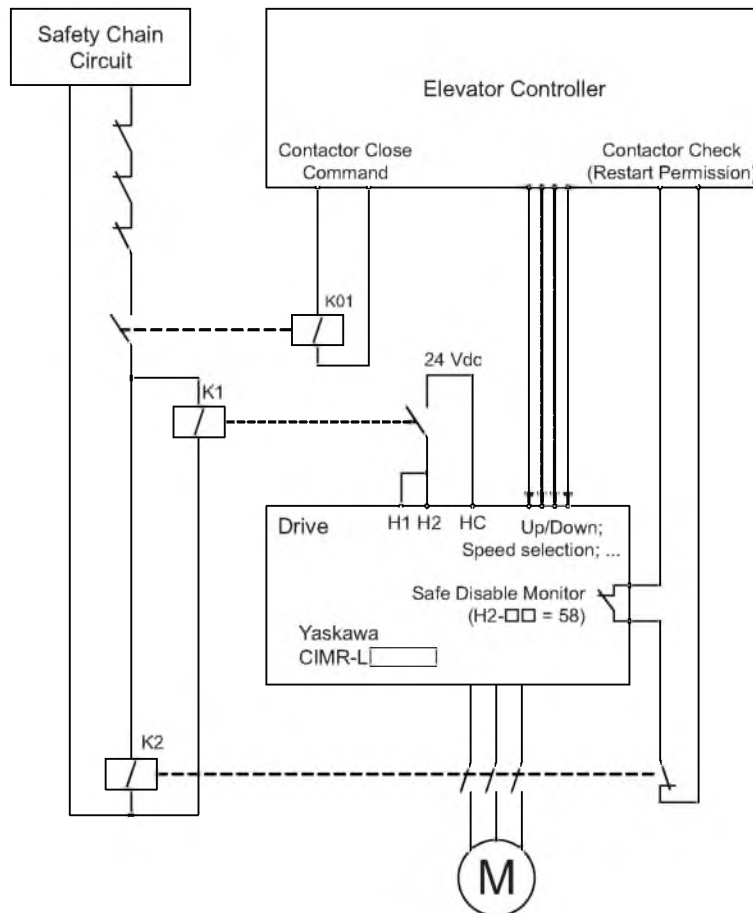 Safety Chain
Circuit
Elevator Controller
Contactor Close
Command
Contactor Check
(Restart Permission)
K01
24 Vdc
K1
Drive
H1 H2 HC
Up/Down;
Speed selection; ...
Safe Disable Monitor
(H2-□□ = 58)
Yaskawa
CIMR-L
K2
M